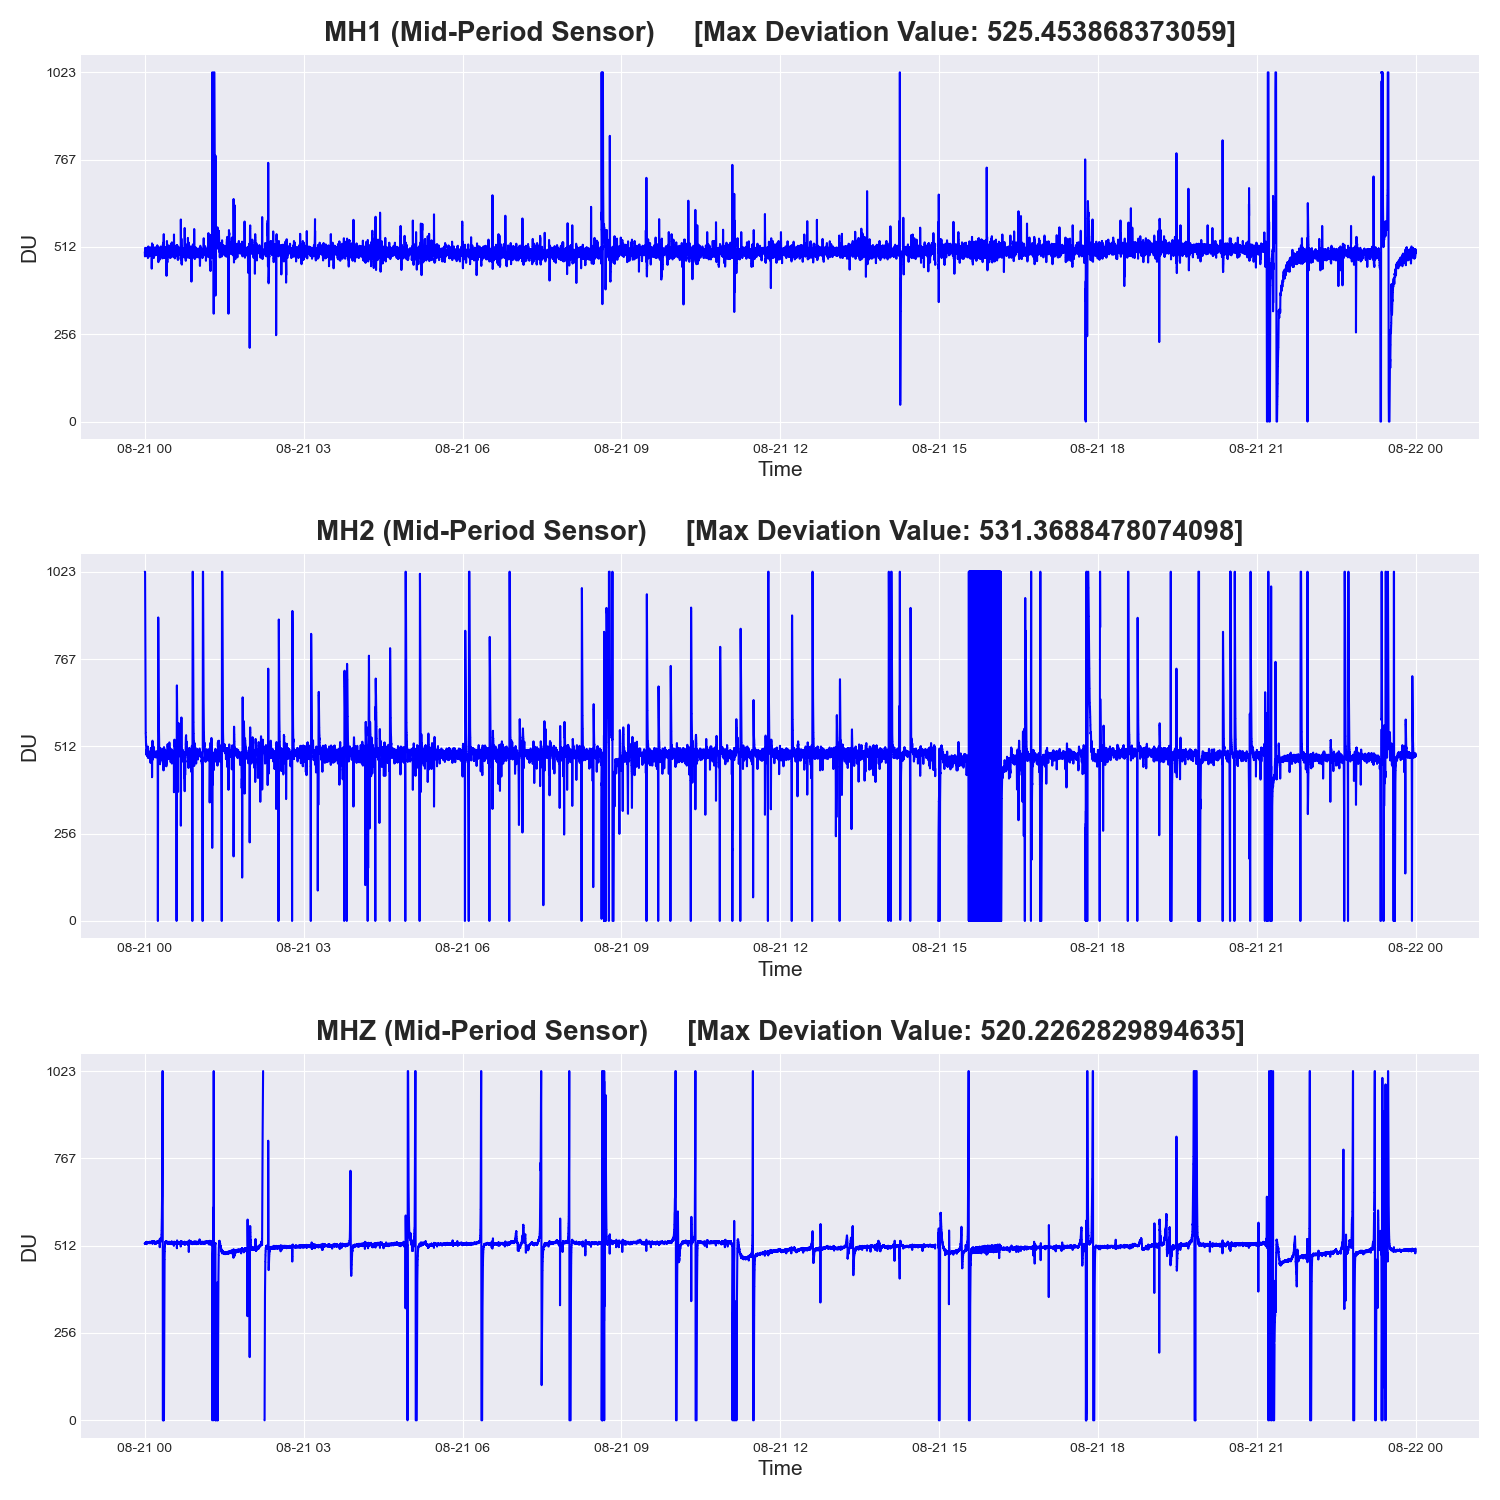 MH1 (Mid-Period Sensor) [Max Deviation Value: 525.453868373059]
1023
767
512
256
0
DU
08-21 00 08-21 03 08-21 06 08-21 09 08-21 12 08-21 15 08-21 18 08-21 21 08-22 00
Time
MH2 (Mid-Period Sensor) [Max Deviation Value: 531.3688478074098]
1023
767
512
256
0
DU
08-21 00 08-21 03 08-21 06 08-21 09 08-21 12 08-21 15 08-21 18 08-21 21 08-22 00
Time
MHZ (Mid-Period Sensor) [Max Deviation Value: 520.2262829894635]
1023
767
512
256
0
DU
08-21 00 08-21 03 08-21 06 08-21 09 08-21 12 08-21 15 08-21 18 08-21 21 08-22 00
Time